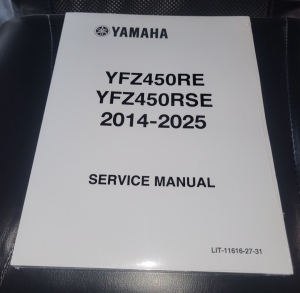 YAMAHA
YFZ450RE
YFZ450RSE
2014-2025
SERVICE MANUAL
LIT-11616-27-31